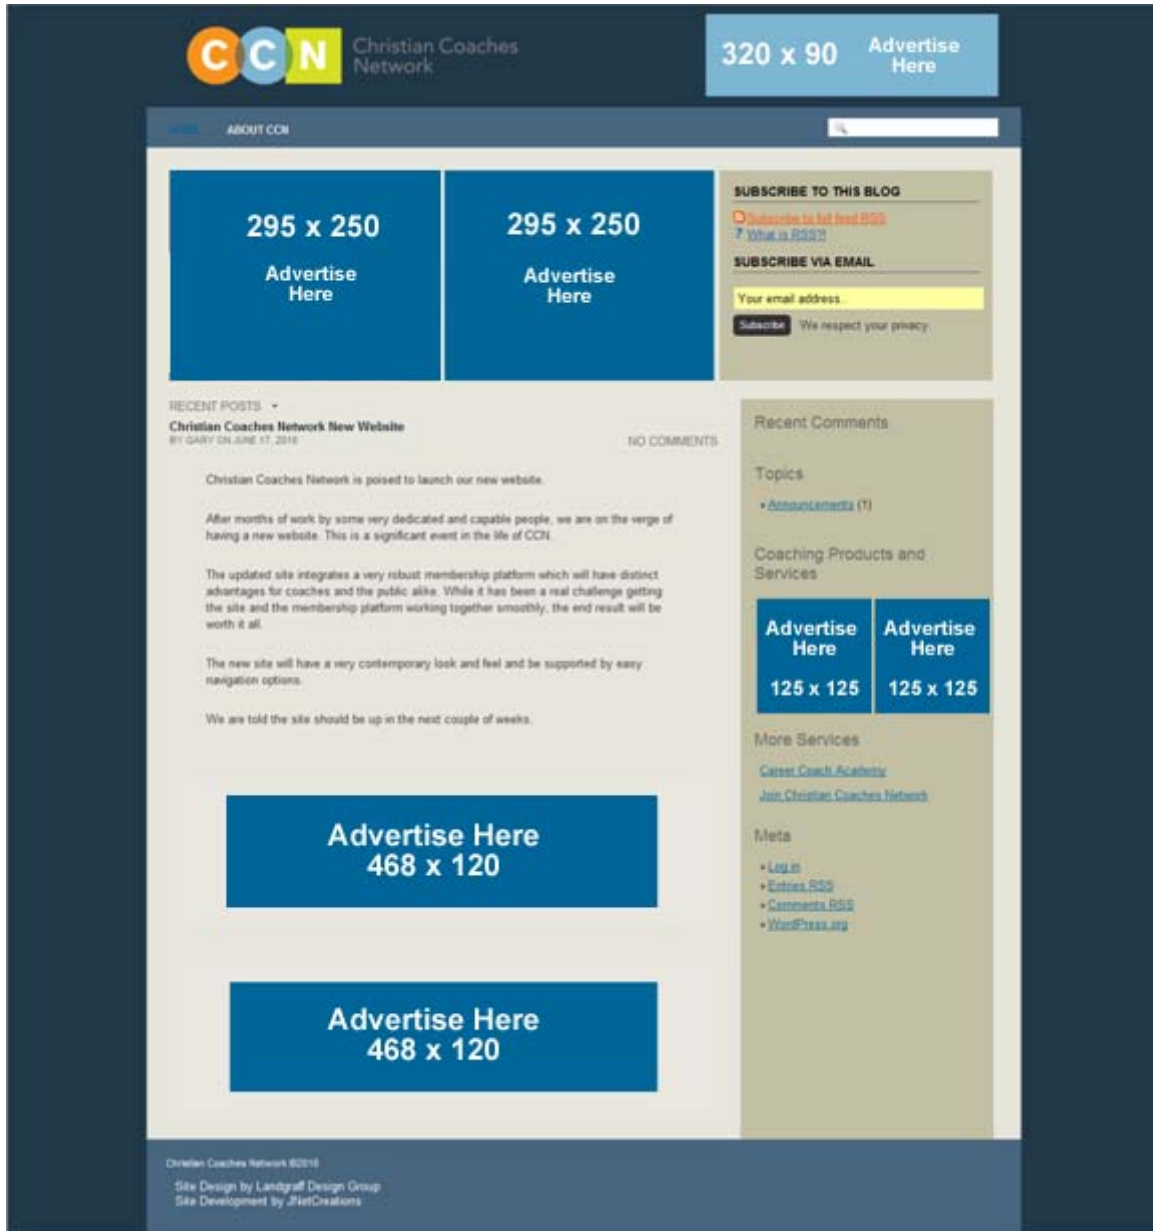 CCN
Christian Coaches
Network
320 x 90
Advertise
Here
HOME
ABOUT CCN
295 x 250
Advertise
Here
295 x 250
Advertise
Here
SUBSCRIBE TO THIS BLOG
Subscribe to full feed RSS
? What is RSS?!
SUBSCRIBE VIA EMAIL
Your email address..
Subscribe We respect your privacy.
RECENT POSTS
Christian Coaches Network New Website
BY GARY ON JUNE 17, 2010
NO COMMENTS
Christian Coaches Network is poised to launch our new website.
After months of work by some very dedicated and capable people, we are on the verge of
having a new website. This is a significant event in the life of CCN.
The updated site integrates a very robust membership platform which will have distinct
advantages for coaches and the public alike. While it has been a real challenge getting
the site and the membership platform working together smoothly, the end result will be
worth it all.
The new site will have a very contemporary look and feel and be supported by easy
navigation options.
We are told the site should be up in the next couple of weeks.
Advertise Here
468 x 120
Advertise Here
468 x 120
Recent Comments
Topics
Announcements (1)
Coaching Products and
Services
Advertise
Here
125 x 125
Advertise
Here
125 x 125
More Services
Career Coach Academy
Join Christian Coaches Network
Meta
Log in
Entries RSS
Comments RSS
WordPress.org
Christian Coaches Network ©2010
Site Design by Landgraff Design Group
Site Development by JNetCreations